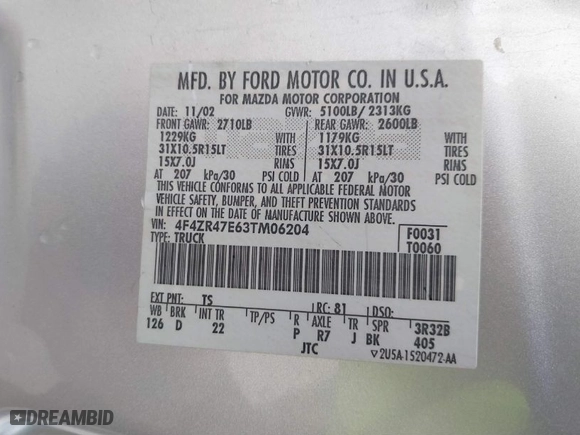 MFD. BY FORD MOTOR CO. IN U.S.A.
FOR MAZDA MOTOR CORPORATION
DATE: 11/02 GVWR: 5100LB/ 2313KG
FRONT GAWR: 2710LB REAR GAWR: 2600LB
1229KG WITH 1179KG WITH
31X10.5R15LT TIRES 31X10.5R15LT TIRES
15X7.0J RIMS 15X7.0J RIMS
AT 207 kPa/30 PSI COLD AT 207 kPa/30 PSI COLD
THIS VEHICLE CONFORMS TO ALL APPLICABLE FEDERAL MOTOR
VEHICLE SAFETY, BUMPER, AND THEFT PREVENTION STANDARDS
IN EFFECT ON THE DATE OF MANUFACTURE SHOWN ABOVE.
VIN: 4F4ZR47E63TM06204 F0031
TYPE: TRUCK T0060
EXT PNT: TS RC: 81 DSO:
WB BRK INT TR TP/PS R AXLE TR SPR 3R32B
126 D 22 P R7 J BK 405
JTC 2U5A-1520472-AA
DREAMBID